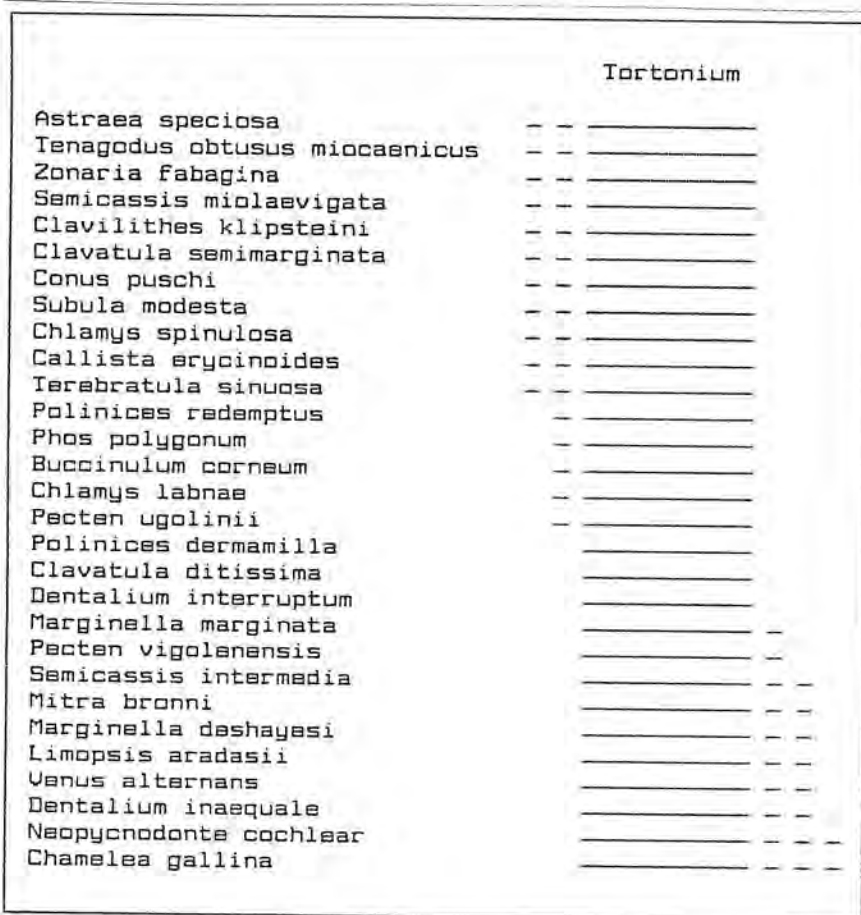 Tortonium
Astraea speciosa
Tenagodus obtusus miocaenicus
Zonaria fabagina
Semicassis miolaevigata
Clavilithes klipsteini
Clavatula semimarginata
Conus puschi
Subula modesta
Chlamys spinulosa
Callista erycinoides
Terebratula sinuosa
Polinices redemptus
Phos polygonum
Buccinulum corneum
Chlamys labnae
Pecten ugolinii
Polinices dermamilla
Clavatula ditissima
Dentalium interruptum
Marginella marginata
Pecten vigolenensis
Semicassis intermedia
Mitra bronni
Marginella deshayesi
Limopsis aradasii
Venus alternans
Dentalium inaequale
Neopycnodonte cochlear
Chamelea gallina